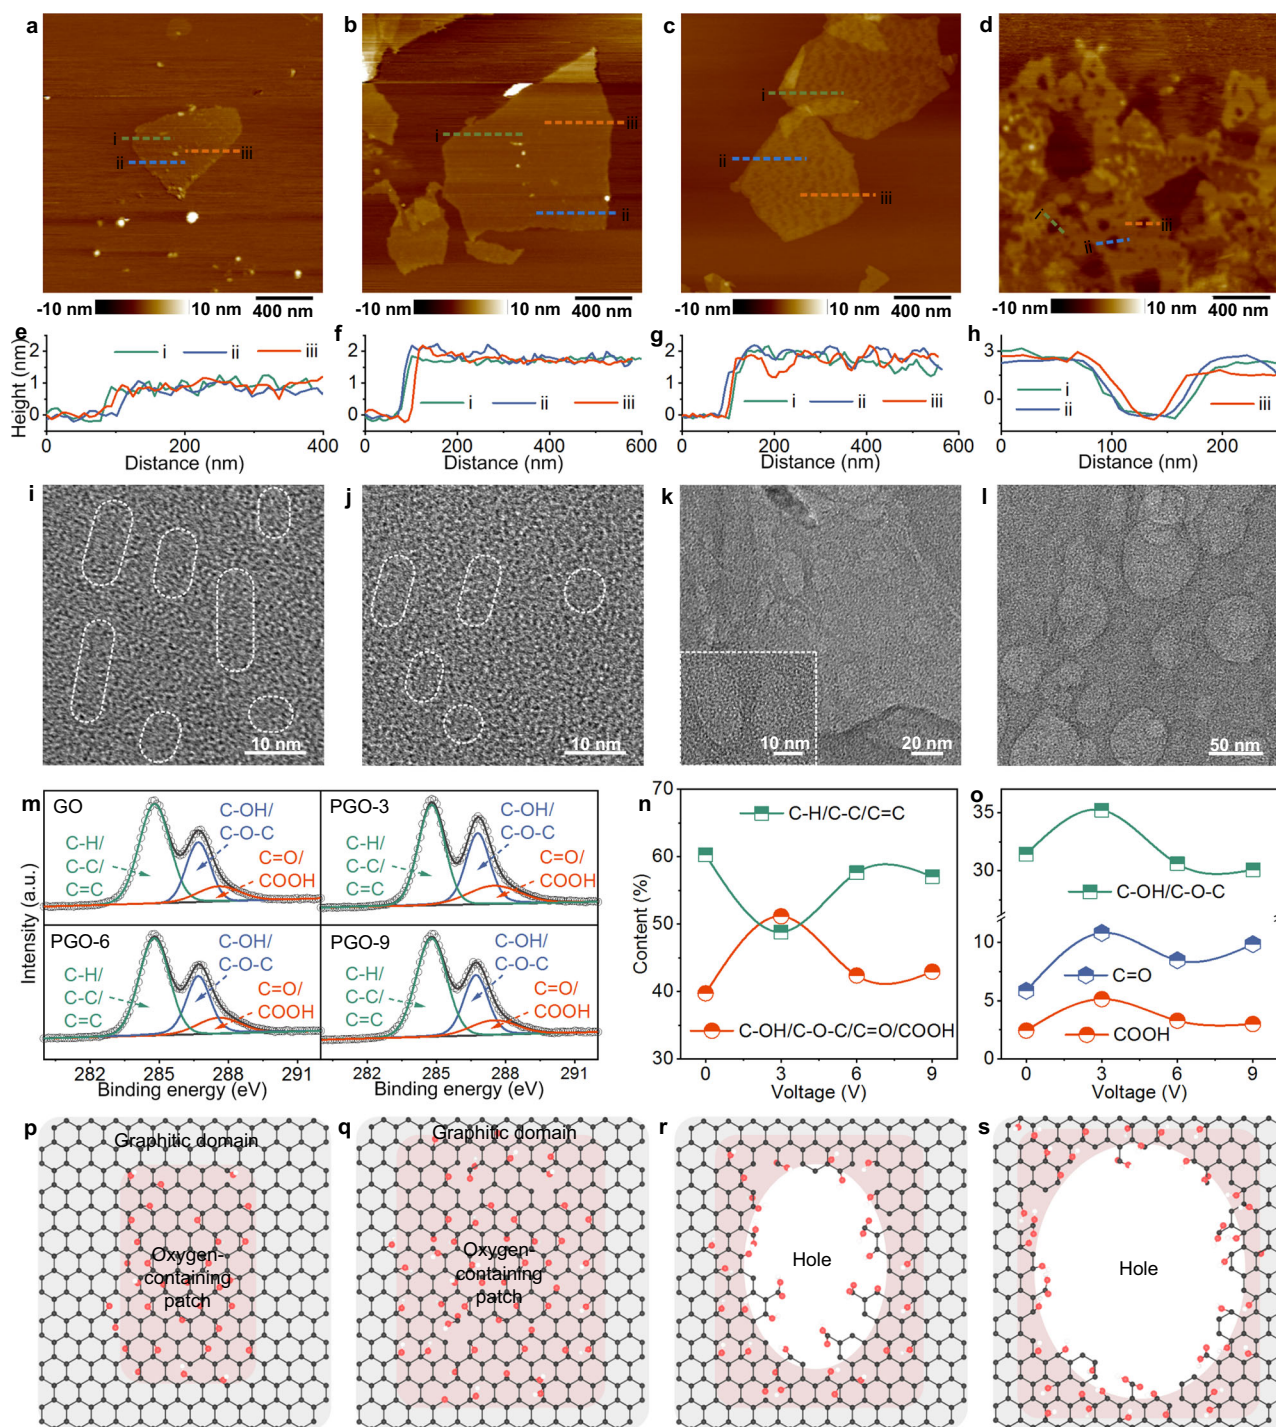 a
i
ii
iii
-10 nm
10 nm
400 nm
b
i
iii
ii
-10 nm
10 nm
400 nm
c
i
ii
iii
-10 nm
10 nm
400 nm
d
i
ii
iii
-10 nm
10 nm
400 nm
e
i
ii
iii
2
1
0
Height (nm)
0
200
400
Distance (nm)
f
2
1
0
i
ii
iii
0
100
200
300
400
500
600
Distance (nm)
g
2
1
0
i
ii
iii
0
100
200
300
400
500
600
Distance (nm)
h
3
0
i
ii
iii
0
100
200
Distance (nm)
i
10 nm
j
10 nm
k
10 nm
20 nm
l
50 nm
m
Intensity (a.u.)
GO
C-OH/
C-O-C
C-H/
C-C/
C=C
C=O/
COOH
PGO-3
C-OH/
C-O-C
C-H/
C-C/
C=C
C=O/
COOH
PGO-6
C-OH/
C-O-C
C-H/
C-C/
C=C
C=O/
COOH
PGO-9
C-OH/
C-O-C
C-H/
C-C/
C=C
C=O/
COOH
282
285
288
291
Binding energy (eV)
282
285
288
291
Binding energy (eV)
n
70
60
50
40
30
Content (%)
C-H/C-C/C=C
C-OH/C-O-C/C=O/COOH
0
3
6
9
Voltage (V)
o
35
30
10
5
0
C-OH/C-O-C
C=O
COOH
0
3
6
9
Voltage (V)
p
Graphitic domain
Oxygen-
containing
patch
q
Graphitic domain
Oxygen-
containing
patch
r
Hole
s
Hole